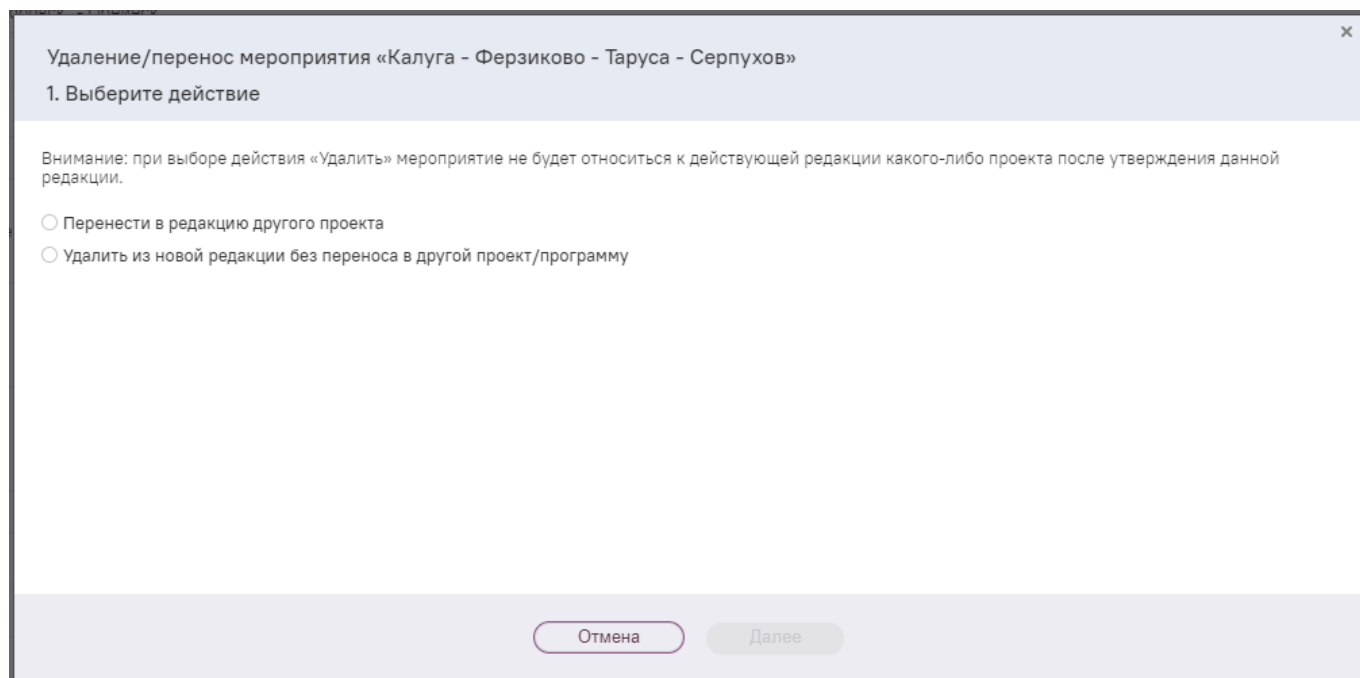 Удаление/перенос мероприятия «Калуга - Ферзиково - Таруса - Серпухов»
1. Выберите действие
Внимание: при выборе действия «Удалить» мероприятие не будет относиться к действующей редакции какого-либо проекта после утверждения данной
редакции.
Перенести в редакцию другого проекта
Удалить из новой редакции без переноса в другой проект/программу
Отмена
Далее